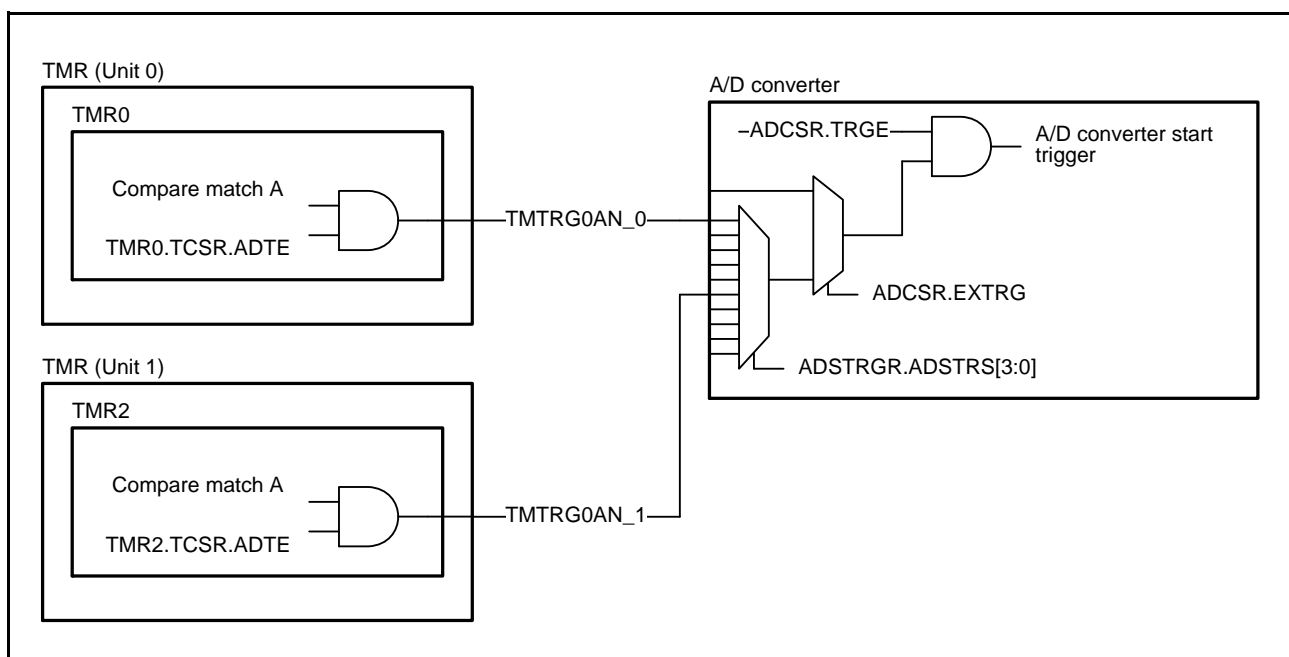 TMR (Unit 0)
TMR0
Compare match A
TMR0.TCSR.ADTE
TMTRG0AN_0
A/D converter
–ADCSR.TRGE
A/D converter start
trigger
ADCSR.EXTRG
ADSTRGR.ADSTRS[3:0]
TMR (Unit 1)
TMR2
Compare match A
TMR2.TCSR.ADTE
TMTRG0AN_1